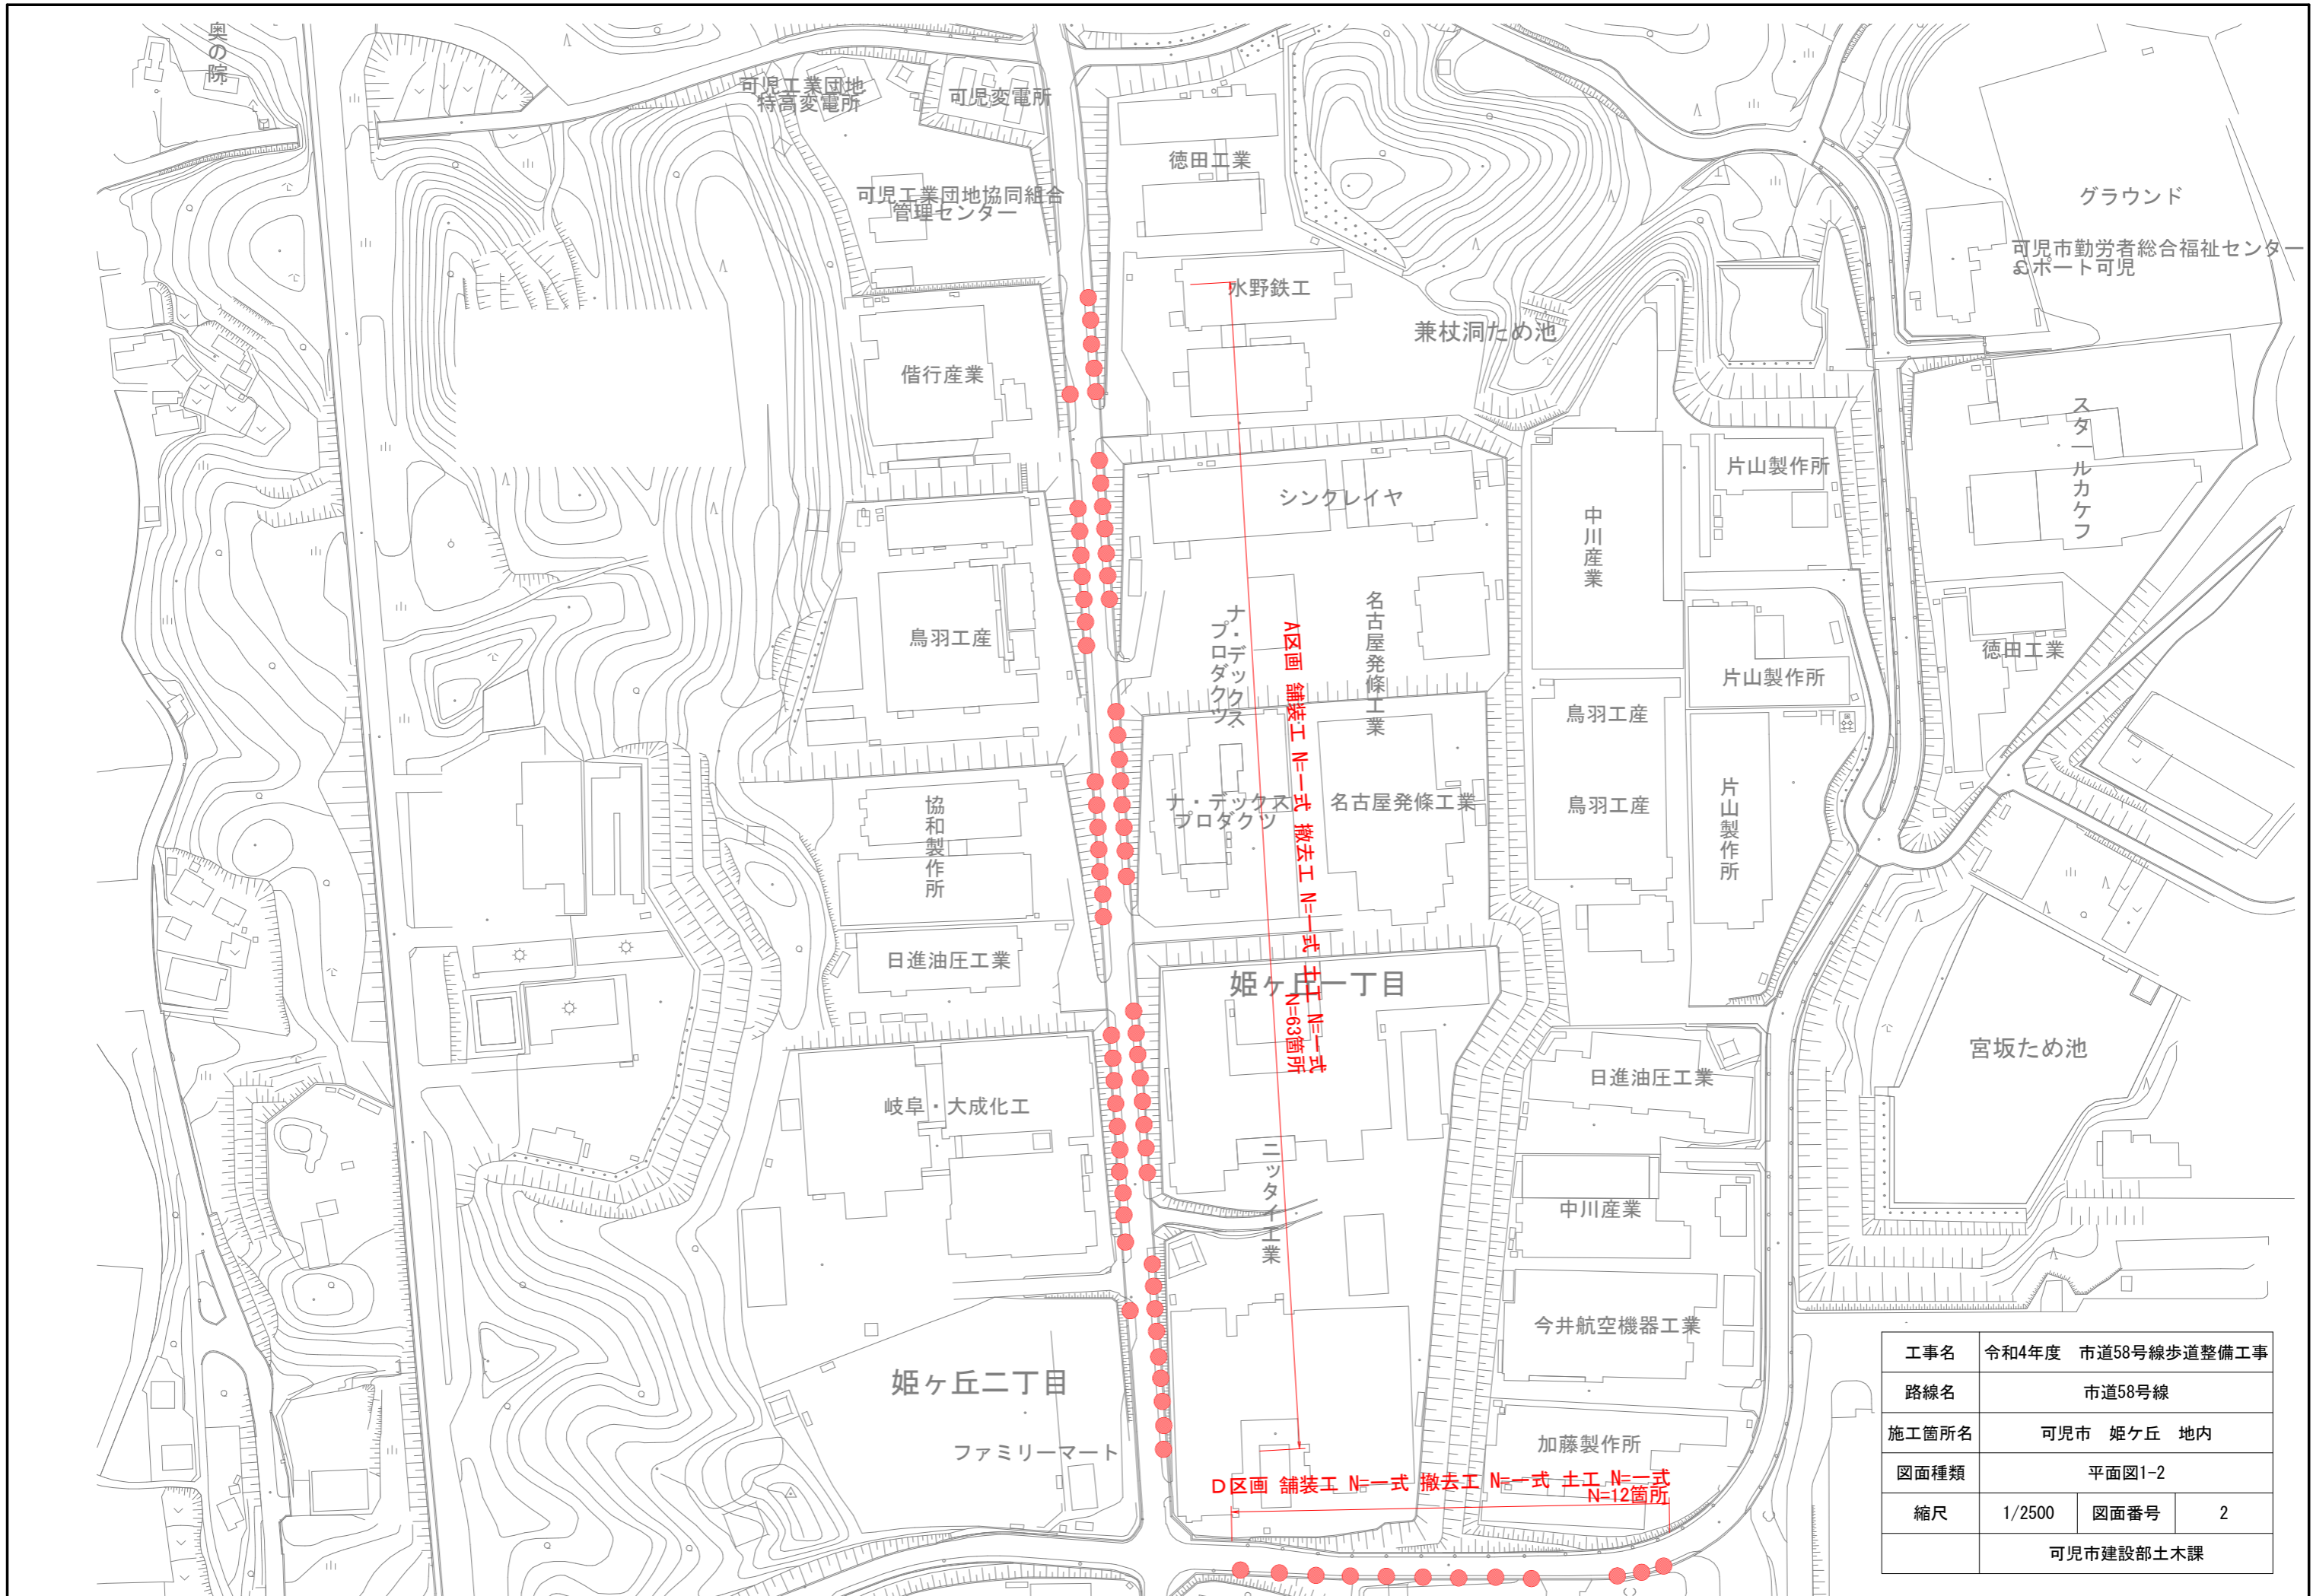 奥の院
可児工業団地
特高変電所
可児変電所
徳田工業
可児工業団地協同組合
管理センター
グラウンド
可児市勤労者総合福祉センター
&ポート可児
水野鉄工
兼杖洞ため池
偕行産業
スタールカケフ
片山製作所
シンクレイヤ
中川産業
鳥羽工産
ナ・デックス
プロダクツ
名古屋発條工業
徳田工業
片山製作所
鳥羽工産
A区画 舗装工 N=一式 撤去工 N=一式 土工 N=一式
N=63箇所
協和製作所
ナ・デックス
プロダクツ
名古屋発條工業
鳥羽工産
片山製作所
日進油圧工業
姫ヶ丘一丁目
宮坂ため池
日進油圧工業
岐阜・大成化工
ニッタイ工業
中川産業
今井航空機器工業
姫ヶ丘二丁目
ファミリーマート
加藤製作所
D区画 舗装工 N=一式 撤去工 N=一式 土工 N=一式
N=12箇所
工事名 令和4年度 市道58号線歩道整備工事
路線名 市道58号線
施工箇所名 可児市 姫ケ丘 地内
図面種類 平面図1-2
縮尺 1/2500 図面番号 2
可児市建設部土木課